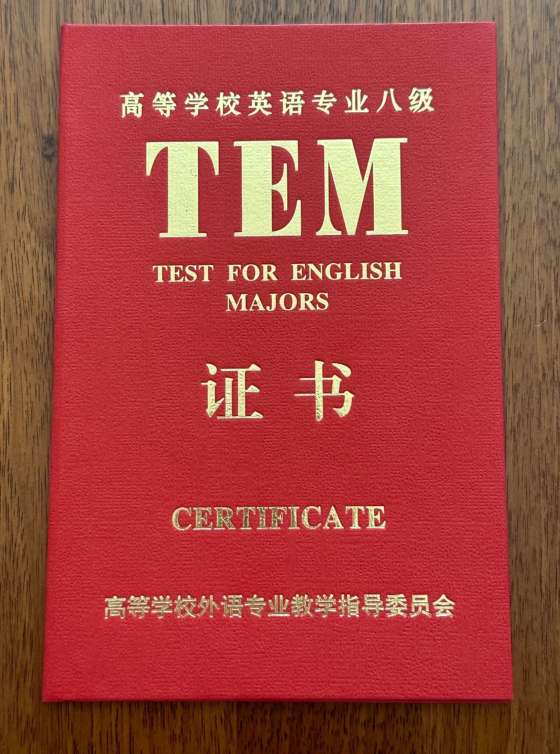 高等学校英语专业八级
TEM
TEST FOR ENGLISH
MAJORS
证书
CERTIFICATE
高等学校外语专业教学指导委员会